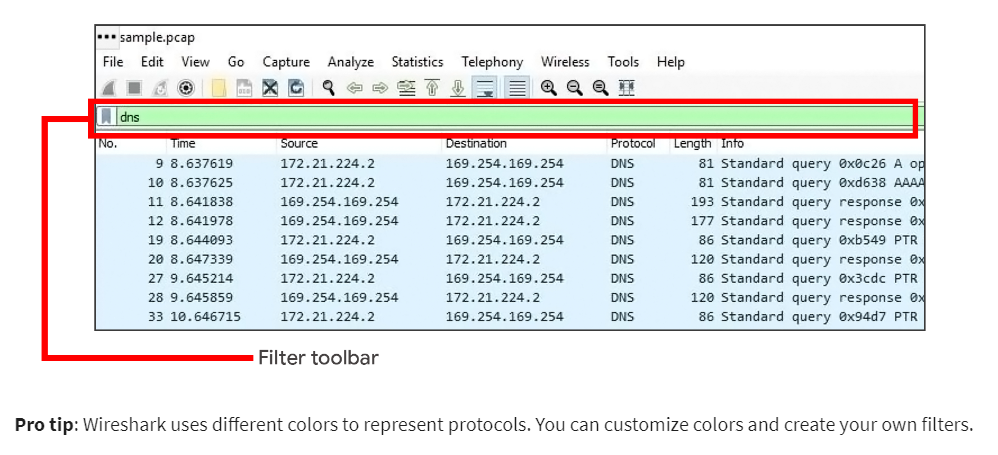 sample.pcap
File Edit View Go Capture Analyze Statistics Telephony Wireless Tools Help
dns
No. Time Source Destination Protocol Length Info
9 8.637619 172.21.224.2 169.254.169.254 DNS 81 Standard query 0x0c26 A op
10 8.637625 172.21.224.2 169.254.169.254 DNS 81 Standard query 0xd638 AAAA
11 8.641838 169.254.169.254 172.21.224.2 DNS 193 Standard query response 0x
12 8.641978 169.254.169.254 172.21.224.2 DNS 177 Standard query response 0x
19 8.644093 172.21.224.2 169.254.169.254 DNS 86 Standard query 0xb549 PTR
20 8.647339 169.254.169.254 172.21.224.2 DNS 120 Standard query response 0x
27 9.645214 172.21.224.2 169.254.169.254 DNS 86 Standard query 0x3cdc PTR
28 9.645859 169.254.169.254 172.21.224.2 DNS 120 Standard query response 0x
33 10.646715 172.21.224.2 169.254.169.254 DNS 86 Standard query 0x94d7 PTR
Filter toolbar
Pro tip: Wireshark uses different colors to represent protocols. You can customize colors and create your own filters.